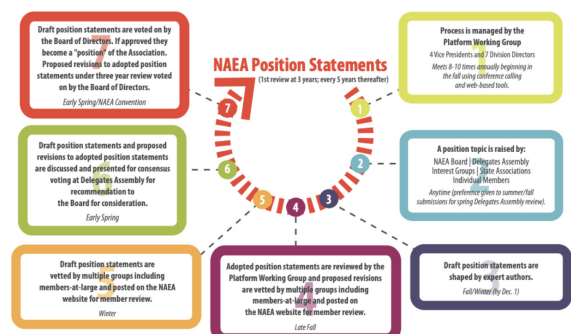 NAEA Position Statements
(1st review at 3 years; every 5 years thereafter)
1
Process is managed by the
Platform Working Group
4 Vice Presidents and 7 Division Directors
Meets 8-10 times annually beginning in
the fall using conference calling
and web-based tools.
1
2
A position topic is raised by:
NAEA Board | Delegates Assembly
Interest Groups | State Associations
Individual Members
Anytime (preference given to summer/fall
submissions for spring Delegates Assembly review).
2
3
Draft position statements are
shaped by expert authors.
Fall/Winter (by Dec. 1)
3
4
Adopted position statements are reviewed by the
Platform Working Group and proposed revisions
are vetted by multiple groups including
members-at-large and posted on
the NAEA website for member review.
Late Fall
4
5
Draft position statements are
vetted by multiple groups including
members-at-large and posted on the NAEA
website for member review.
Winter
5
6
Draft position statements and proposed
revisions to adopted position statements
are discussed and presented for consensus
voting at Delegates Assembly for
recommendation to
the Board for consideration.
Early Spring
6
7
Draft position statements are voted on by
the Board of Directors. If approved they
become a "position" of the Association.
Proposed revisions to adopted position
statements under three year review voted
on by the Board of Directors.
Early Spring/NAEA Convention
7